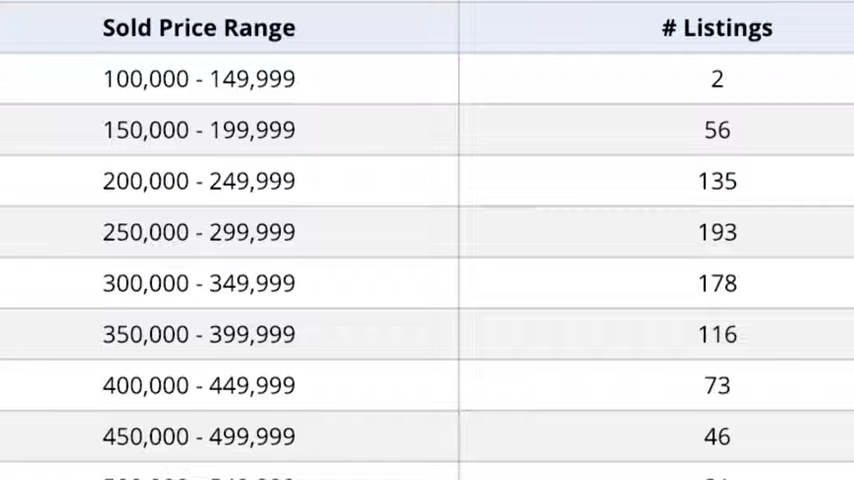 Sold Price Range # Listings
100,000 - 149,999 2
150,000 - 199,999 56
200,000 - 249,999 135
250,000 - 299,999 193
300,000 - 349,999 178
350,000 - 399,999 116
400,000 - 449,999 73
450,000 - 499,999 46